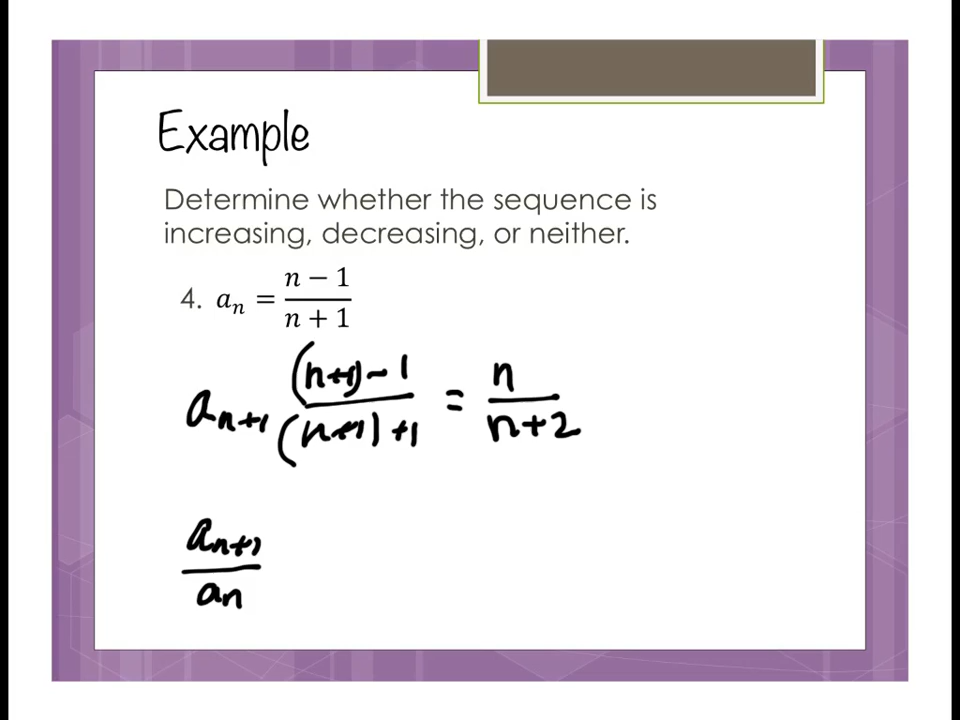 Example
Determine whether the sequence is
increasing, decreasing, or neither.
4. aₙ = (n − 1)/(n + 1)
aₙ₊₁ ((n+1)−1)/((n+1)+1) = n/(n+2)
aₙ₊₁/aₙ